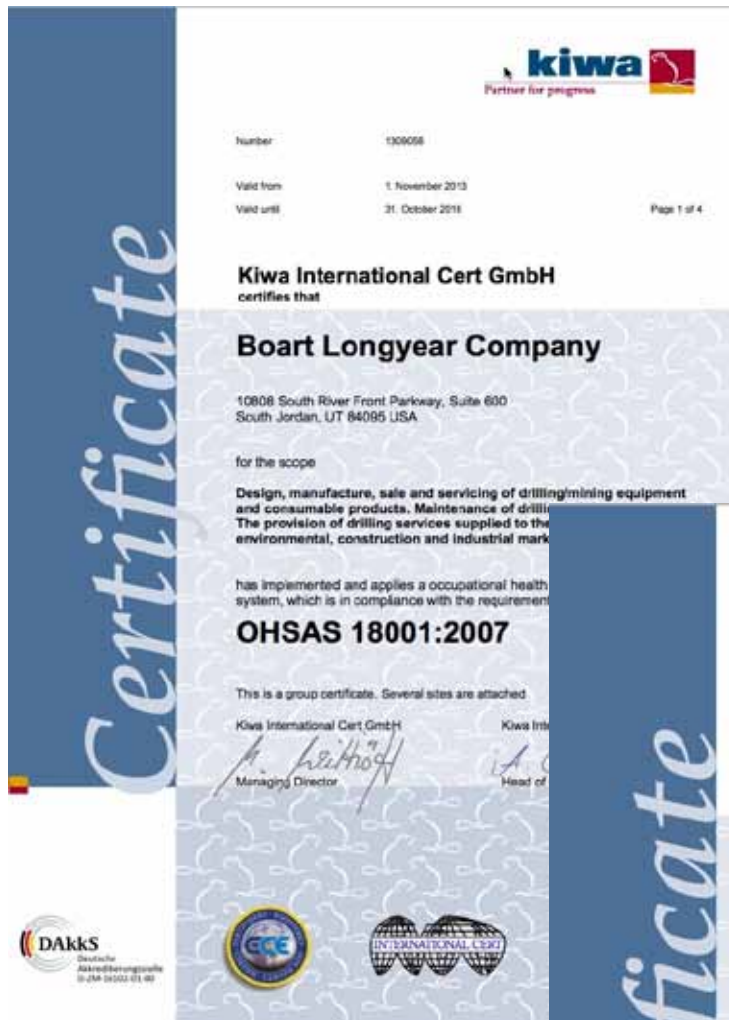 kiwa
Partner for progress
Number 1309058
Valid from 1. November 2013
Valid until 31. October 2016 Page 1 of 4
Kiwa International Cert GmbH
certifies that
Boart Longyear Company
10808 South River Front Parkway, Suite 600
South Jordan, UT 84095 USA
for the scope
Design, manufacture, sale and servicing of drilling/mining equipment
and consumable products. Maintenance of drilli
The provision of drilling services supplied to the
environmental, construction and industrial mark
has implemented and applies a occupational health
system, which is in compliance with the requirement
OHSAS 18001:2007
This is a group certificate. Several sites are attached
Kiwa International Cert GmbH Kiwa Inte
Managing Director Head of
Certificate
ficate
DAkkS
Deutsche
Akkreditierungsstelle
INTERNATIONAL CERT